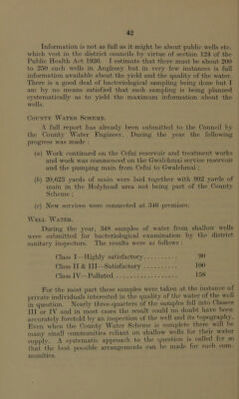 42
Information is not as full as it might be about public wells etc.
which vest in the district councils by virtue of section 124 of the
Public Health Act 1936. I estimate that there must be about 200
to 250 such wells in Anglesey but in very few instances is full
information available about the yield and the quality of the water.
There is a good deal of bacteriological sampling being done but I
am by no means satisfied that such sampling is being planned
systematically as to yield the maximum information about the
wells.
COUNTY WATER SCHEME.
A full report has already been submitted to the Council by
the County Water Engineer. During the year the following
progress was made :
(a) Work continued on the Cefni reservoir and treatment works
and work was commenced on the Gwalchmai service reservoir
and the pumping main from Cefni to Gwalchmai ;
(b) 20,623 yards of main were laid together with 902 yards of
main in the Holyhead area not being part of the County
Scheme ;
(c) New services were connected at 346 premises.
WELL WATER.
During the year, 348 samples of water from shallow wells
were submitted for bacteriological examination by the district
sanitary inspectors. The results were as follows :
Class I—Highly satisfactory.......... 90
Class II & III—Satisfactory.......... 100
Class IV—Polluted.................. 158
For the most part these samples were taken at the instance of
private individuals interested in the quality of the water of the well
in question. Nearly three-quarters of the samples fall into Classes
III or IV and in most cases the result could no doubt have been
accurately foretold by an inspection of the well and its topography.
Even when the County Water Scheme is complete there will be
many small communities reliant on shallow wells for their water
supply. A systematic approach to the question is called for so
that the best possible arrangements can be made for such com-
munities.